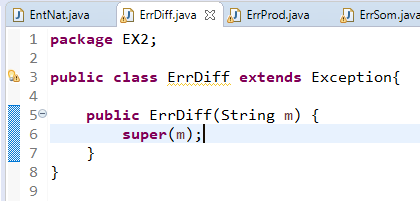 EntNat.java ErrDiff.java ErrProd.java ErrSom.java
1 package EX2;
2
3 public class ErrDiff extends Exception{
4
5 public ErrDiff(String m) {
6 super(m);
7 }
8 }
9